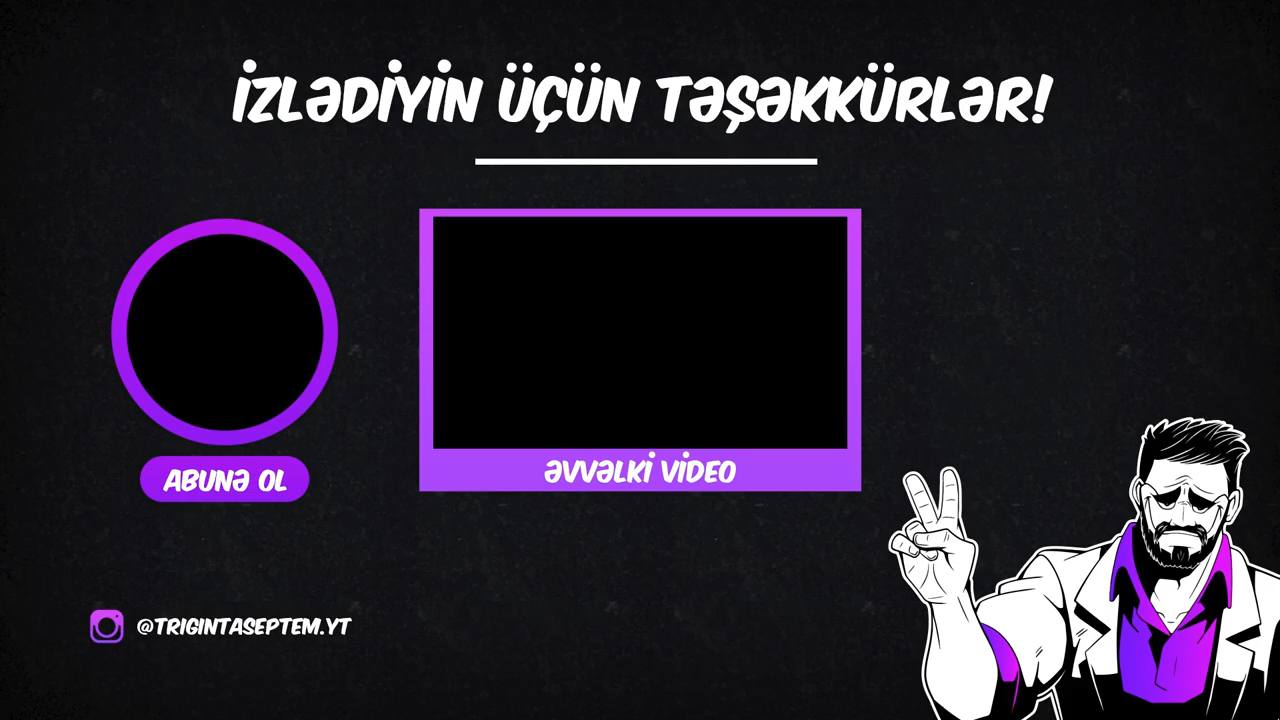 İZLƏDİYİN ÜÇÜN TƏŞƏKKÜRLƏR!
ABUNƏ OL
ƏVVƏLKİ VİDEO
@TRIGINTASEPTEM.YT